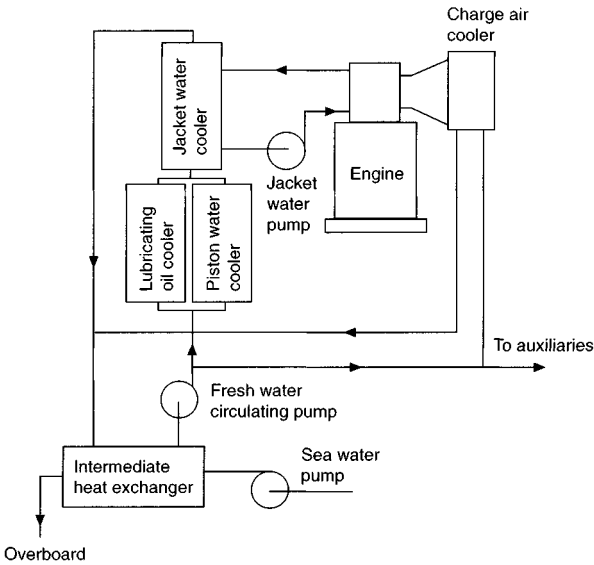 Charge air
cooler
Jacket water
cooler
Jacket
water
pump
Engine
Lubricating
oil cooler
Piston water
cooler
To auxiliaries
Fresh water
circulating pump
Intermediate
heat exchanger
Sea water
pump
Overboard